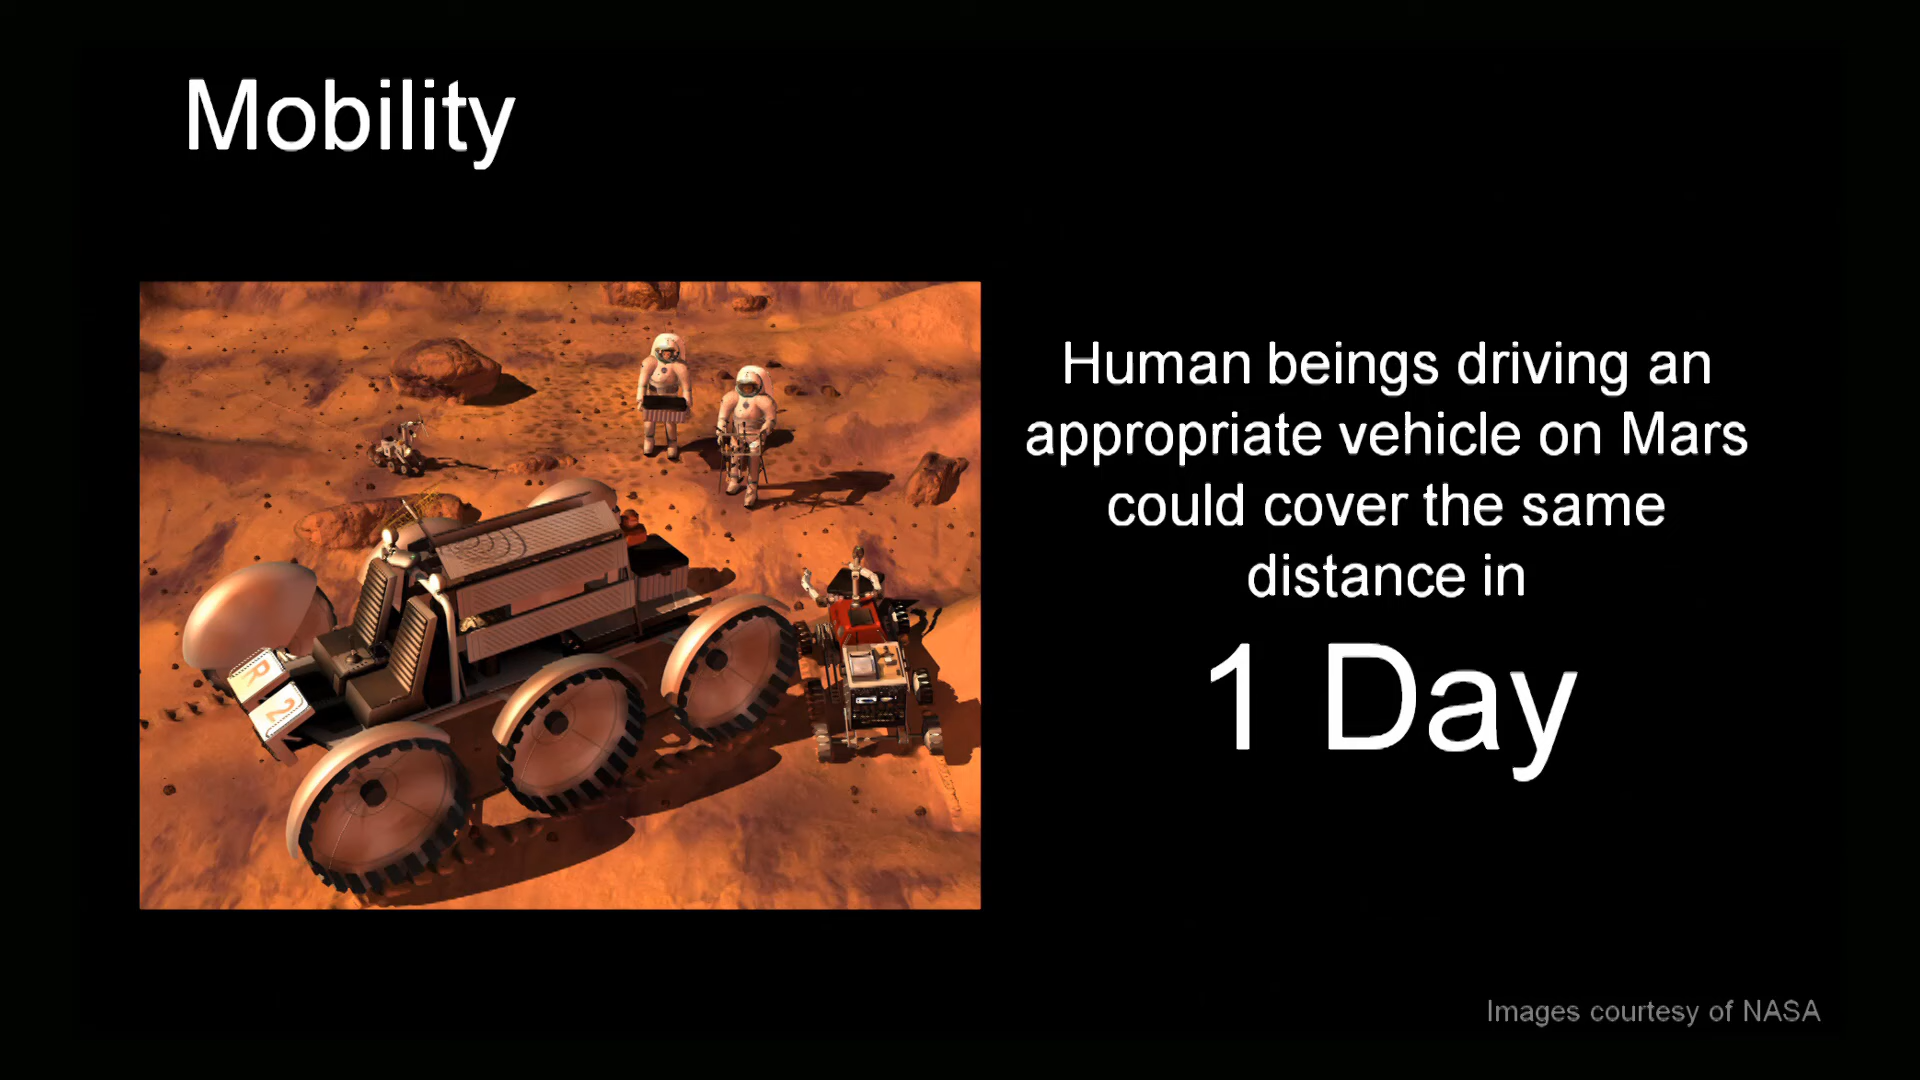 Mobility
Human beings driving an
appropriate vehicle on Mars
could cover the same
distance in
1 Day
R
2
Images courtesy of NASA